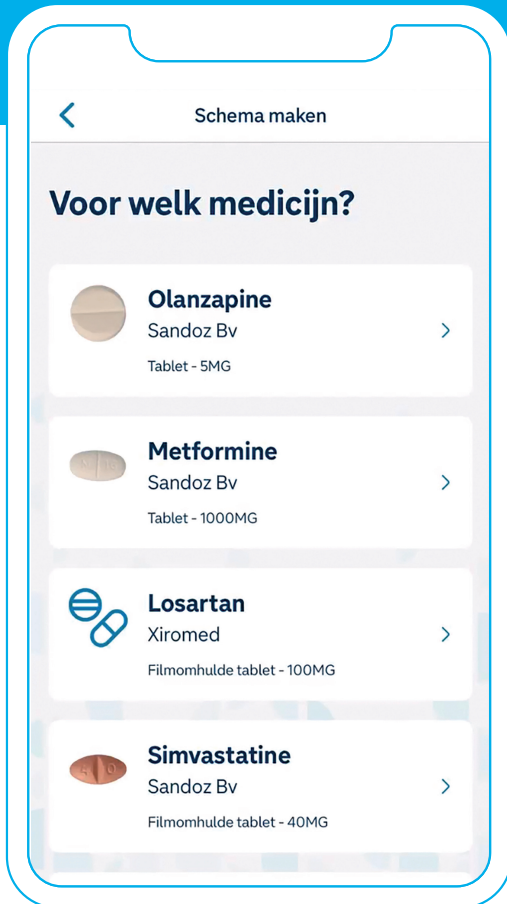 Schema maken
Voor welk medicijn?
Olanzapine
Sandoz Bv
Tablet - 5MG
Metformine
Sandoz Bv
Tablet - 1000MG
Losartan
Xiromed
Filmomhulde tablet - 100MG
Simvastatine
Sandoz Bv
Filmomhulde tablet - 40MG